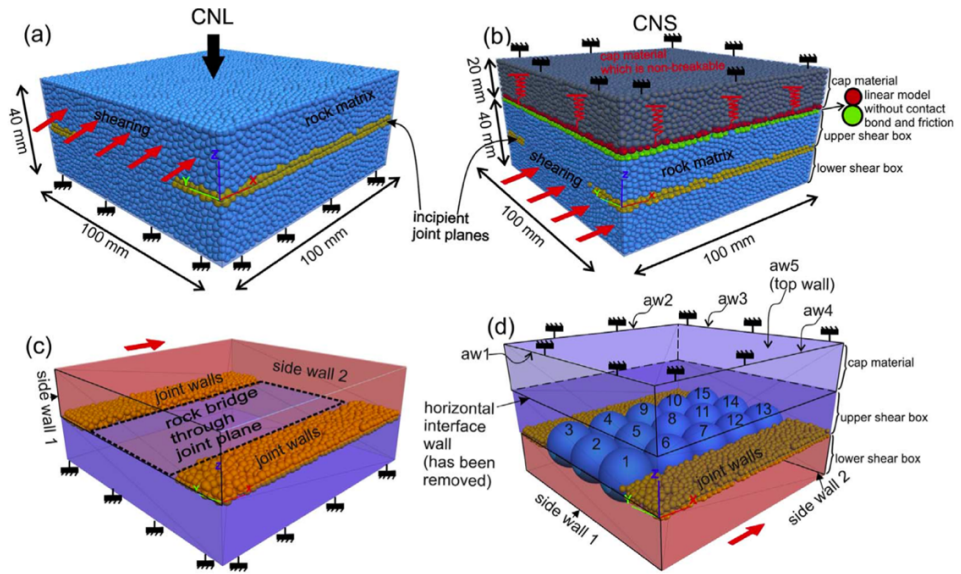 (a)
CNL
40 mm
shearing
rock matrix
Z
Y
X
100 mm
100 mm
incipient
joint planes
(b)
CNS
20 mm
40 mm
cap material
which is non-breakable
cap material
linear model
without contact
bond and friction
upper shear box
lower shear box
shearing
rock matrix
z
x
100 mm
100 mm
(c)
side wall 1
side wall 2
joint walls
rock bridge
through
joint plane
joint walls
z
Y
X
(d)
aw1
aw2
aw3
aw5
(top wall)
aw4
cap material
upper shear box
lower shear box
horizontal
interface
wall
(has been
removed)
15
10
14
9
13
4
8
11
12
3
5
7
2
6
1
joint walls
Z
Y
X
side wall 1
side wall 2